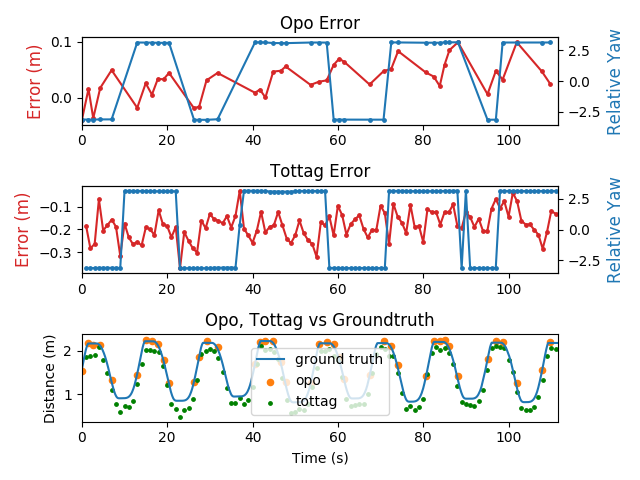 Opo Error
Error (m)
0.1
0.0
2.5
0.0
−2.5
Relative Yaw
0 20 40 60 80 100
Tottag Error
Error (m)
−0.1
−0.2
−0.3
2.5
0.0
−2.5
Relative Yaw
0 20 40 60 80 100
Opo, Tottag vs Groundtruth
Distance (m)
2
1
ground truth
opo
tottag
0 20 40 60 80 100
Time (s)